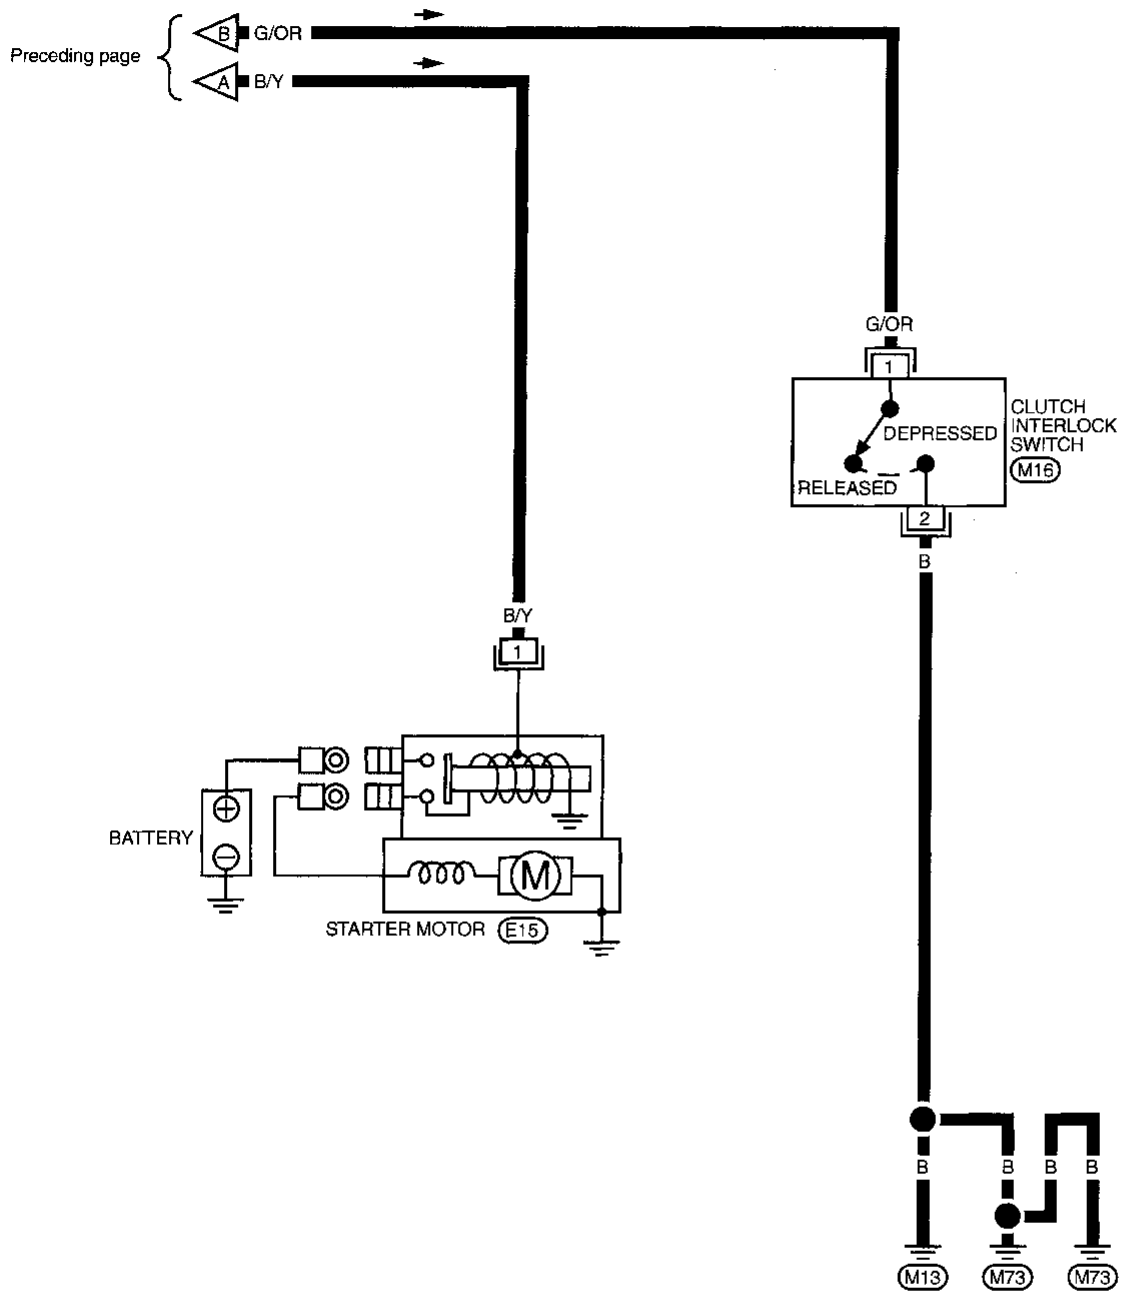 B G/OR
Preceding page
A B/Y
G/OR
1
CLUTCH
INTERLOCK
SWITCH
M16
DEPRESSED
RELEASED
2
B
B/Y
1
+
BATTERY
−
M
STARTER MOTOR E15
B B B B
M13 M73 M73